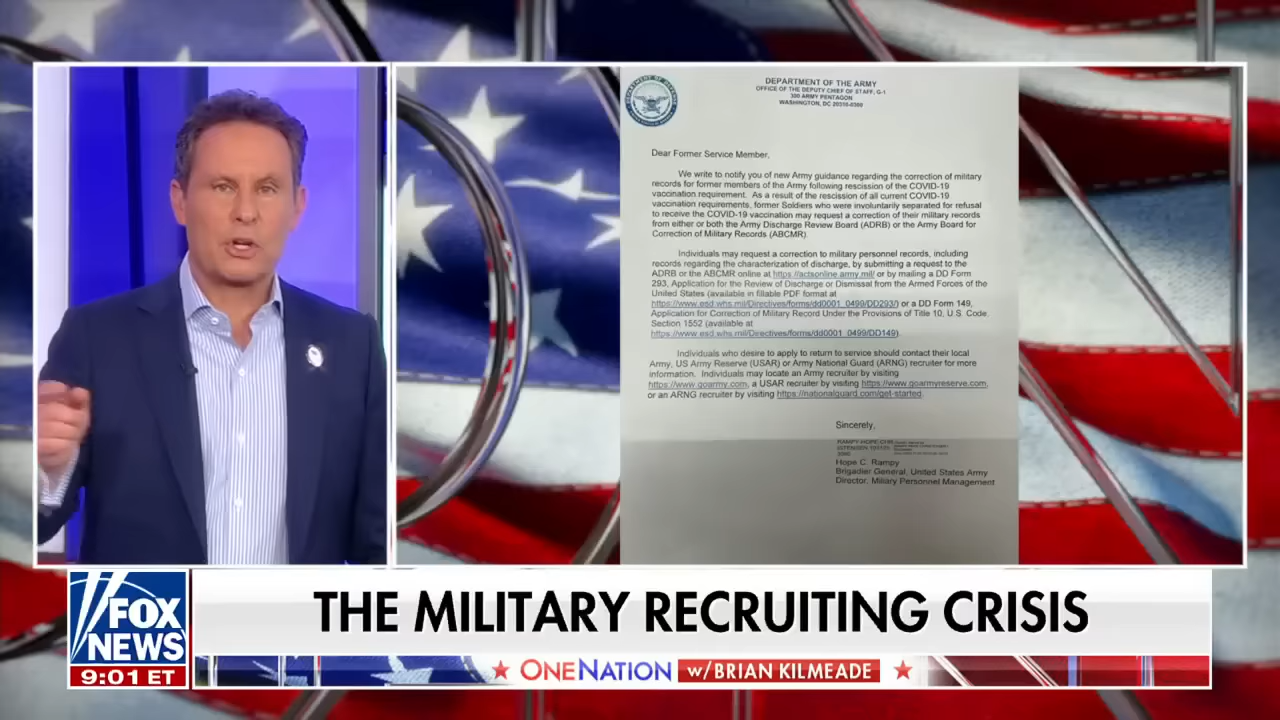 DEPARTMENT OF THE ARMY
OFFICE OF THE DEPUTY CHIEF OF STAFF, G-1
300 ARMY PENTAGON
WASHINGTON, DC 20310-0300
Dear Former Service Member,
We write to notify you of new Army guidance regarding the correction of military
records for former members of the Army following rescission of the COVID-19
vaccination requirement. As a result of the rescission of all current COVID-19
vaccination requirements, former Soldiers who were involuntarily separated for refusal
to receive the COVID-19 vaccination may request a correction of their military records
from either or both the Army Discharge Review Board (ADRB) or the Army Board for
Correction of Military Records (ABCMR).
Individuals may request a correction to military personnel records, including
records regarding the characterization of discharge, by submitting a request to the
ADRB or the ABCMR online at https://actsonline.army.mil/ or by mailing a DD Form
293, Application for the Review of Discharge or Dismissal from the Armed Forces of the
United States (available in fillable PDF format at
https://www.esd.whs.mil/Directives/forms/dd0001_0499/DD293/) or a DD Form 149,
Application for Correction of Military Record Under the Provisions of Title 10, U.S. Code,
Section 1552 (available at
https://www.esd.whs.mil/Directives/forms/dd0001_0499/DD149).
Individuals who desire to apply to return to service should contact their local
Army, US Army Reserve (USAR) or Army National Guard (ARNG) recruiter for more
information. Individuals may locate an Army recruiter by visiting
https://www.goarmy.com, a USAR recruiter by visiting https://www.goarmyreserve.com,
or an ARNG recruiter by visiting https://nationalguard.com/get-started.
Sincerely,
Hope C. Rampy
Brigadier General, United States Army
Director, Miliary Personnel Management
THE MILITARY RECRUITING CRISIS
FOX
NEWS
9:01 ET
ONE NATION w/BRIAN KILMEADE